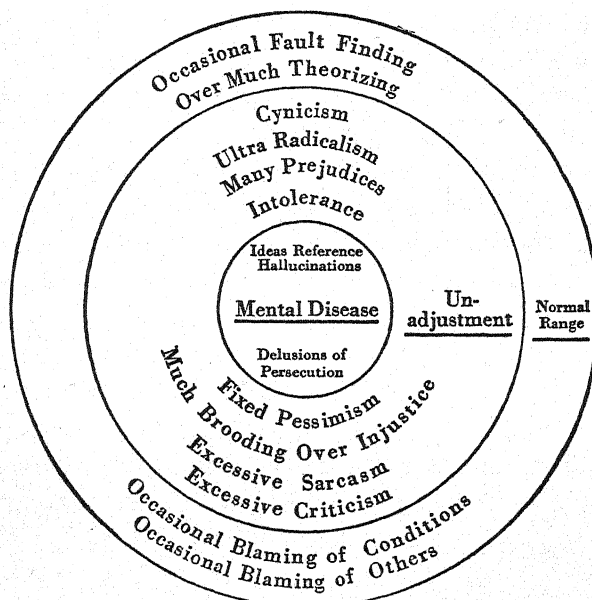 Occasional Fault Finding
Over Much Theorizing
Cynicism
Ultra Radicalism
Many Prejudices
Intolerance
Ideas Reference
Hallucinations
Mental Disease
Delusions of
Persecution
Un-
adjustment
Normal
Range
Fixed Pessimism
Much Brooding Over Injustice
Excessive Sarcasm
Excessive Criticism
Occasional Blaming of Conditions
Occasional Blaming of Others